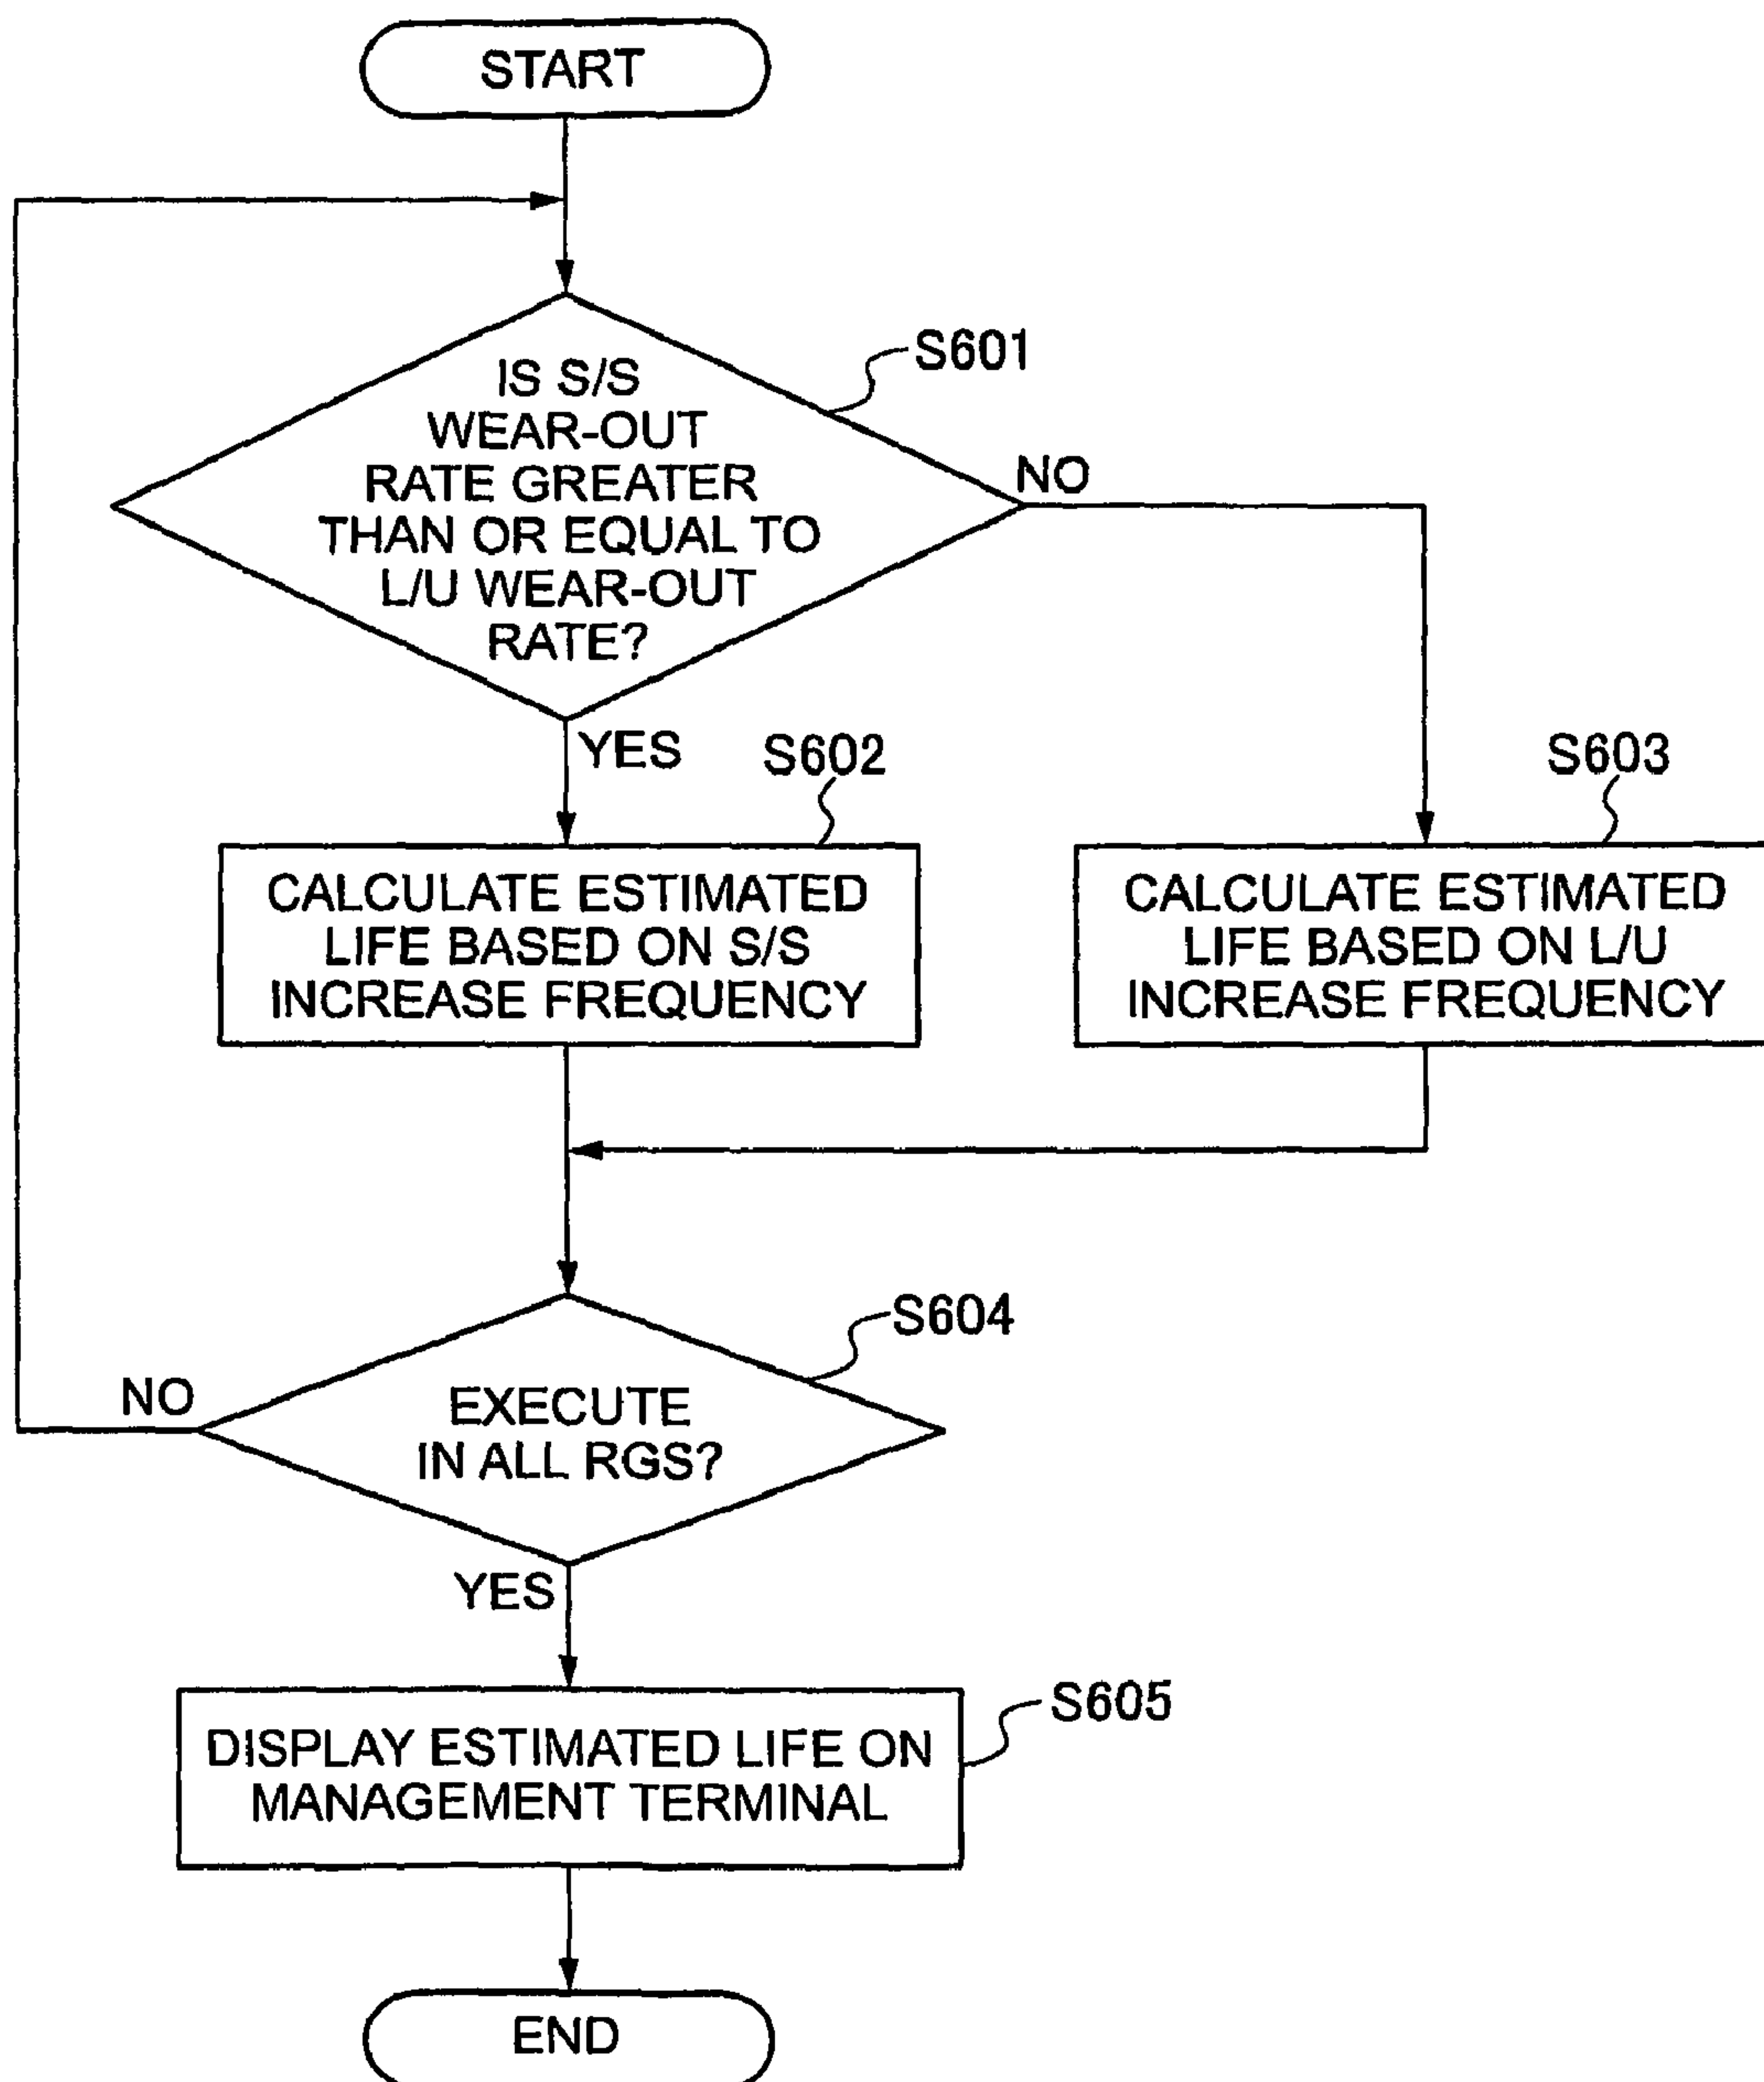 START
S601
IS S/S
WEAR-OUT
RATE GREATER
THAN OR EQUAL TO
L/U WEAR-OUT
RATE?
NO
YES
S602
S603
CALCULATE ESTIMATED
LIFE BASED ON S/S
INCREASE FREQUENCY
CALCULATE ESTIMATED
LIFE BASED ON L/U
INCREASE FREQUENCY
S604
NO
EXECUTE
IN ALL RGS?
YES
S605
DISPLAY ESTIMATED LIFE ON
MANAGEMENT TERMINAL
END